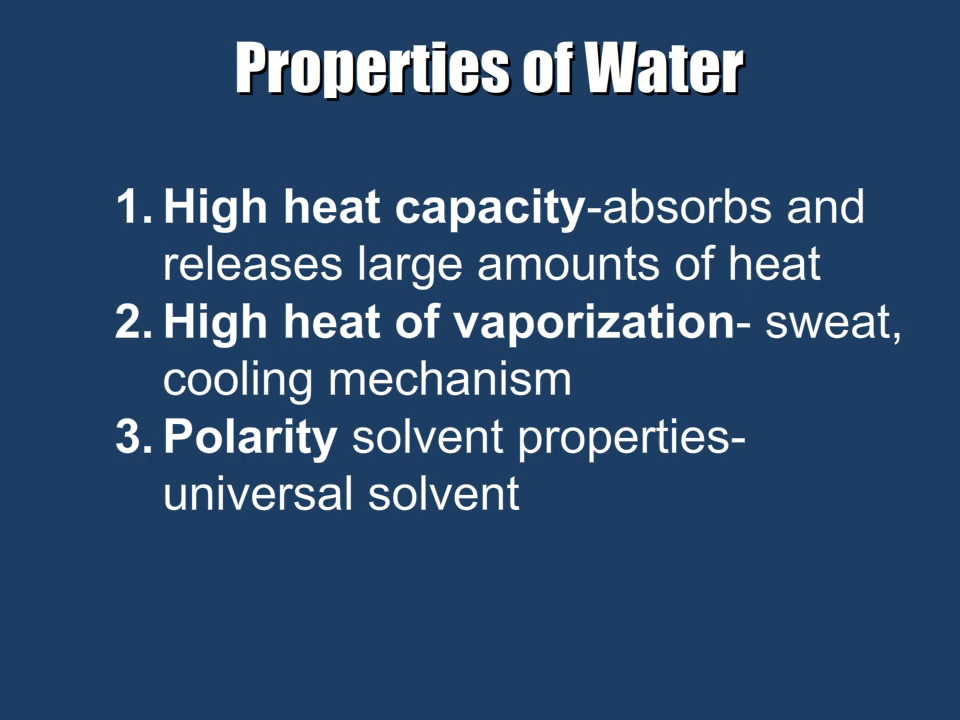 Properties of Water
1. High heat capacity-absorbs and
releases large amounts of heat
2. High heat of vaporization- sweat,
cooling mechanism
3. Polarity solvent properties-
universal solvent